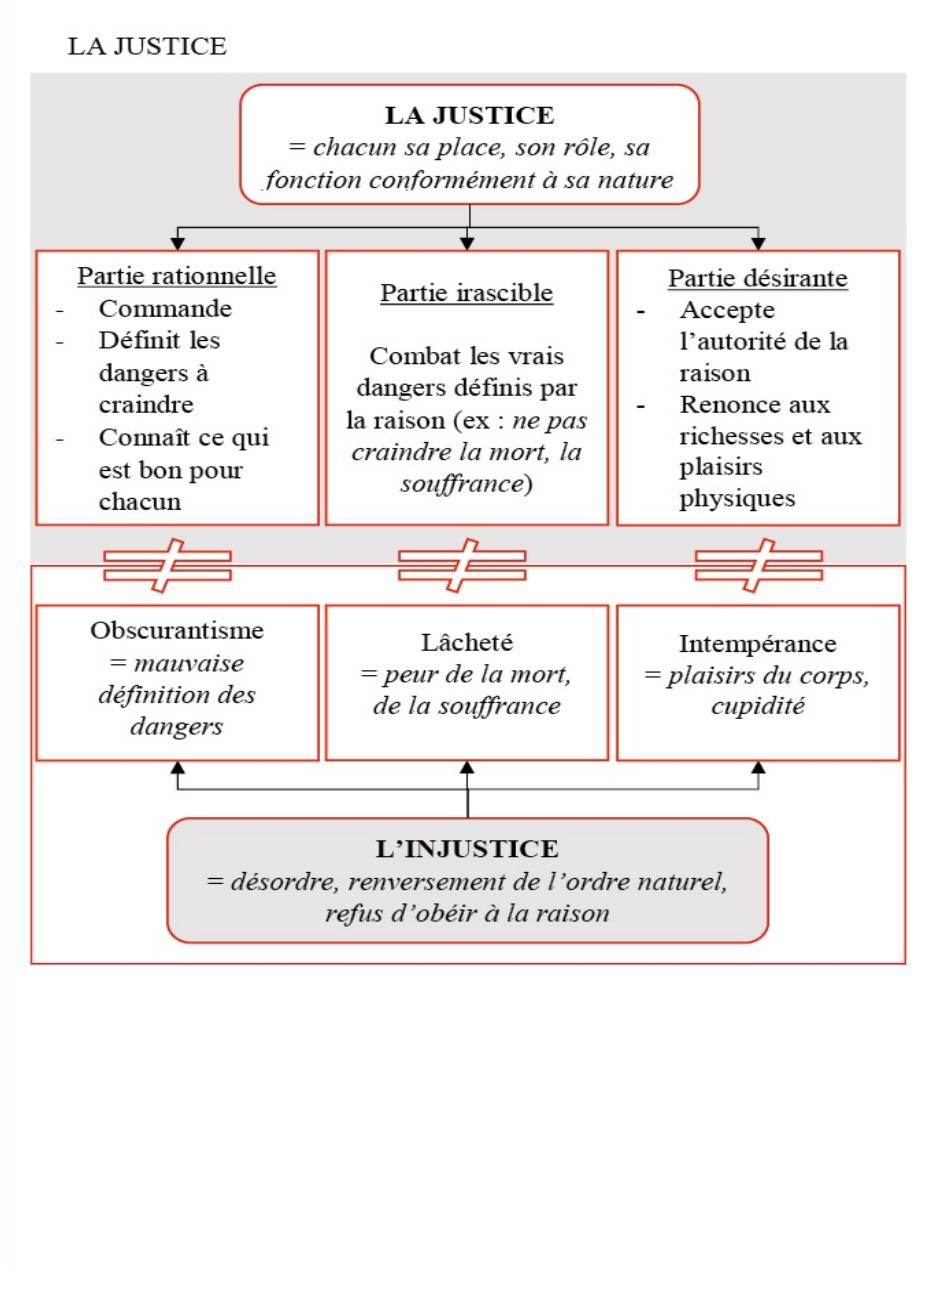 LA JUSTICE
LA JUSTICE
= chacun sa place, son rôle, sa
fonction conformément à sa nature
Partie rationnelle
- Commande
- Définit les
dangers à
craindre
- Connaît ce qui
est bon pour
chacun
Partie irascible
Combat les vrais
dangers définis par
la raison (ex : ne pas
craindre la mort, la
souffrance)
Partie désirante
- Accepte
l’autorité de la
raison
- Renonce aux
richesses et aux
plaisirs
physiques
Obscurantisme
= mauvaise
définition des
dangers
Lâcheté
= peur de la mort,
de la souffrance
Intempérance
= plaisirs du corps,
cupidité
L’INJUSTICE
= désordre, renversement de l’ordre naturel,
refus d’obéir à la raison